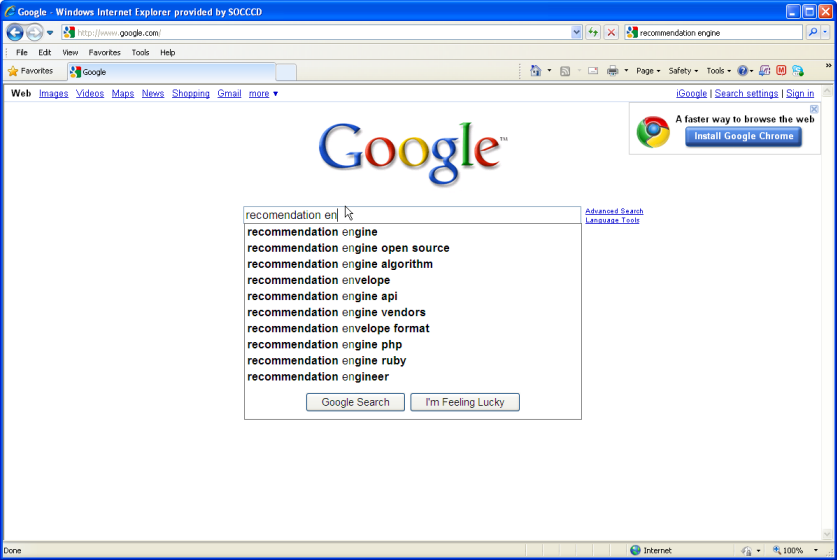 Google - Windows Internet Explorer provided by SOCCCD
http://www.google.com/
recommendation engine
File Edit View Favorites Tools Help
Favorites
Google
Page Safety Tools
Web Images Videos Maps News Shopping Gmail more ▼
iGoogle | Search settings | Sign in
A faster way to browse the web
Install Google Chrome
Google™
recomendation en
Advanced Search
Language Tools
recommendation engine
recommendation engine open source
recommendation engine algorithm
recommendation envelope
recommendation engine api
recommendation engine vendors
recommendation envelope format
recommendation engine php
recommendation engine ruby
recommendation engineer
Google Search I'm Feeling Lucky
Done
Internet
100%